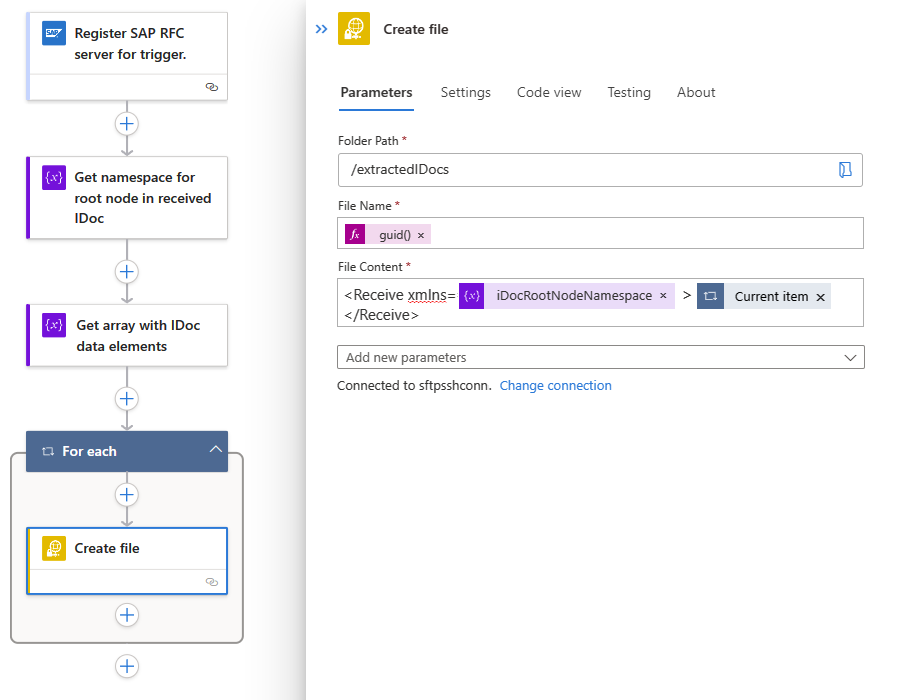 Register SAP RFC
server for trigger.
Get namespace for
root node in received
IDoc
Get array with IDoc
data elements
For each
Create file
Create file
Parameters Settings Code view Testing About
Folder Path *
/extractedIDocs
File Name *
fx guid() ×
File Content *
<Receive xmlns= {x} iDocRootNodeNamespace × > Current item ×
</Receive>
Add new parameters
Connected to sftpsshconn. Change connection